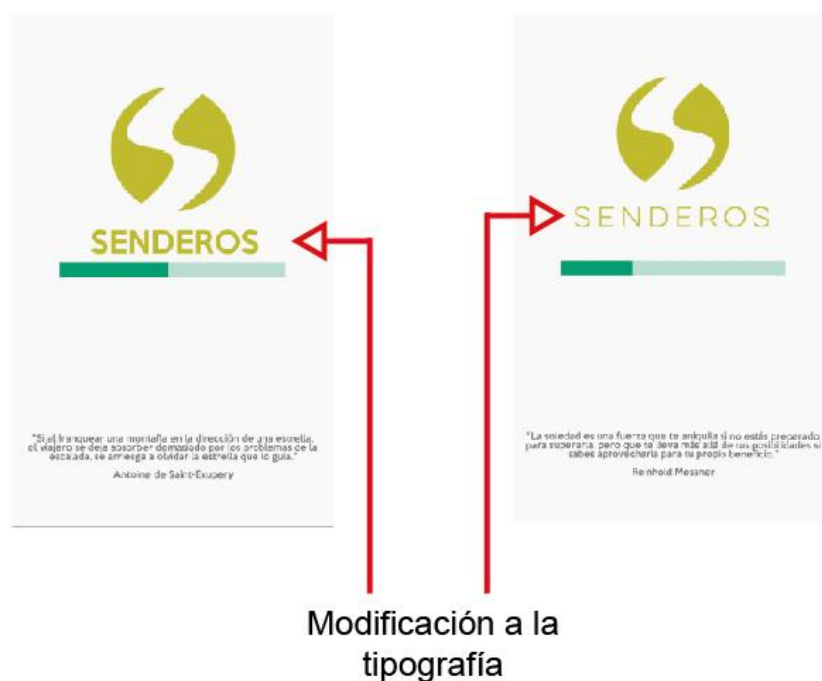 SENDEROS
"Si al franquear una montaña en la dirección de una estrella,
el viajero se deja absorber demasiado por los problemas de la
escalada, se arriesga a olvidar la estrella que lo guía."
Antoine de Saint-Exupery
SENDEROS
"La soledad es una fuerza que te aniquila si no estás preparado
para superarla, pero que te lleva más allá de tus posibilidades si
sabes aprovecharla para tu propio beneficio."
Reinhold Messner
Modificación a la
tipografía